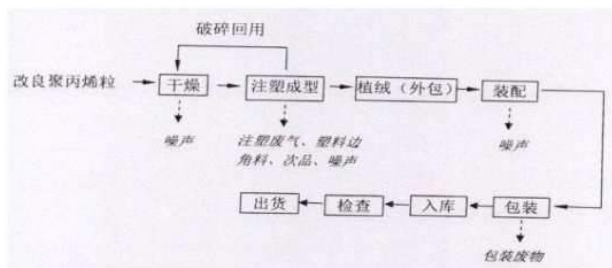 破碎回用
改良聚丙烯粒 干燥 注塑成型 植绒（外包） 装配
噪声 注塑废气、塑料边 噪声
角料、次品、噪声
出货 检查 入库 包装
包装废物